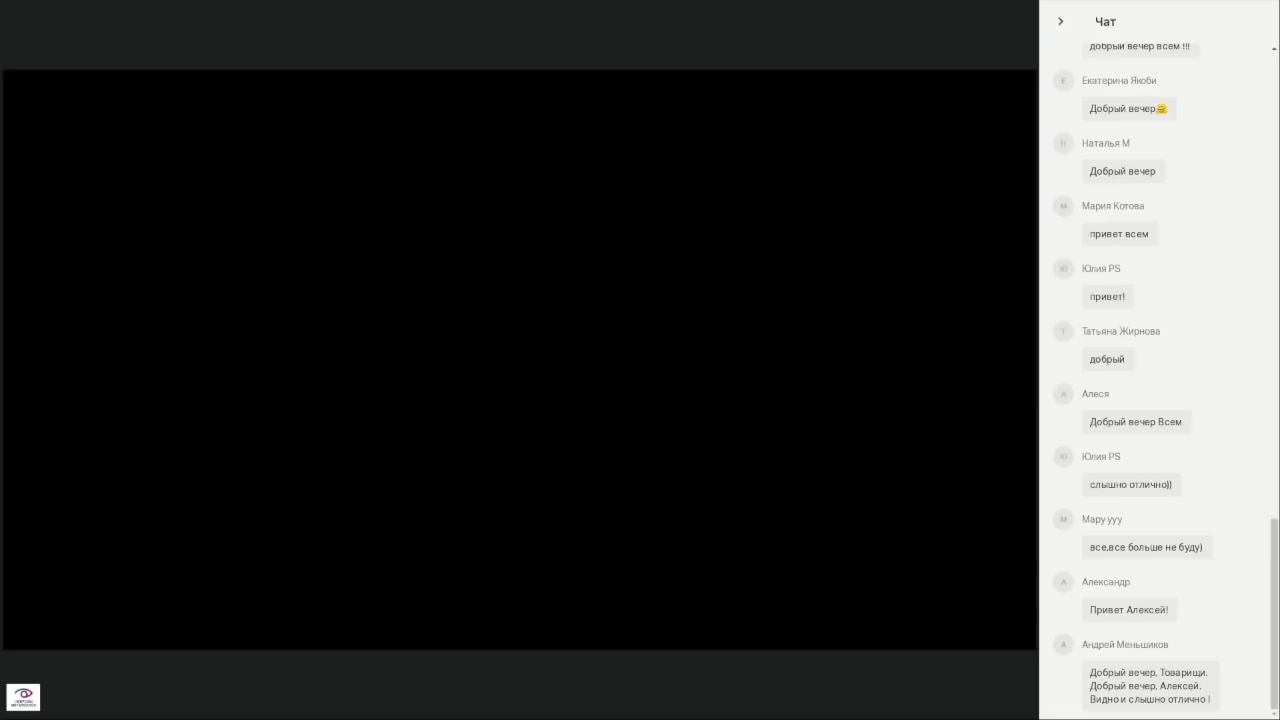 Чат
добрый вечер всем !!!
Екатерина Якоби
Добрый вечер🤗
Наталья М
Добрый вечер
Мария Котова
привет всем
Юлия PS
привет!
Татьяна Жирнова
добрый
Алеся
Добрый вечер Всем
Юлия PS
слышно отлично))
Мару ууу
все,все больше не буду)
Александр
Привет Алексей!
Андрей Меньшиков
Добрый вечер, Товарищи.
Добрый вечер, Алексей.
Видно и слышно отлично !